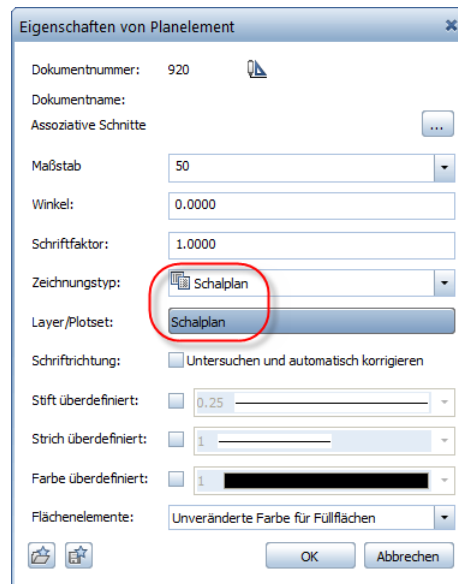 Eigenschaften von Planelement
Dokumentnummer: 920
Dokumentname:
Assoziative Schnitte ...
Maßstab 50
Winkel: 0.0000
Schriftfaktor: 1.0000
Zeichnungstyp: Schalplan
Layer/Plotset: Schalplan
Schriftrichtung: Untersuchen und automatisch korrigieren
Stift überdefiniert: 0.25
Strich überdefiniert: 1
Farbe überdefiniert: 1
Flächenelemente: Unveränderte Farbe für Füllflächen
OK Abbrechen